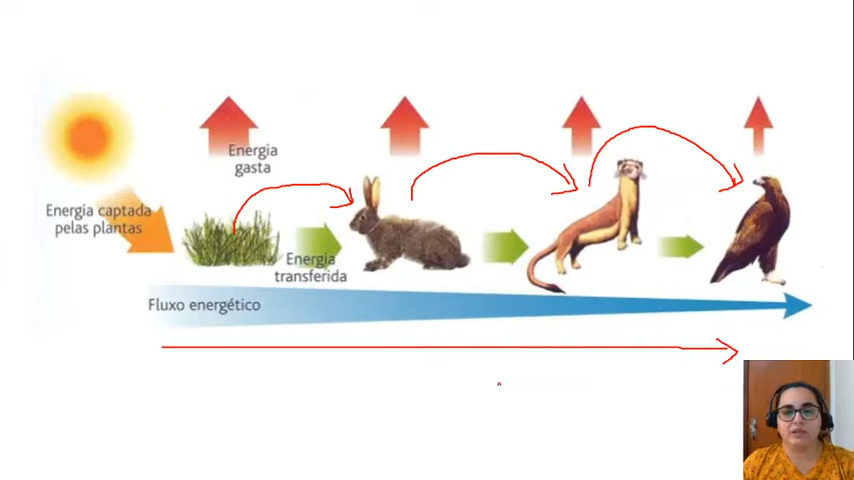 Energia
gasta
Energia captada
pelas plantas
Energia
transferida
Fluxo energético